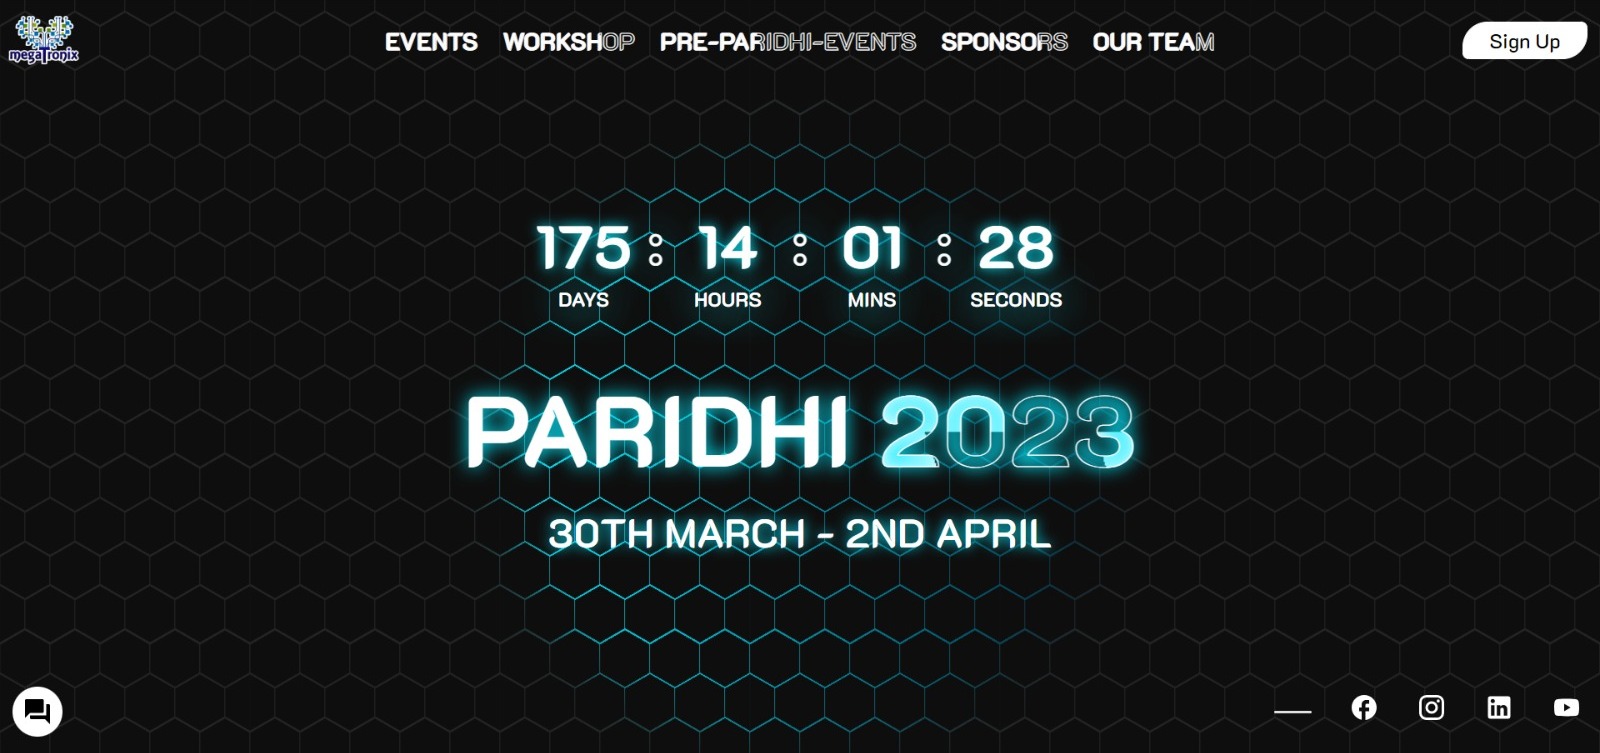 megaTronix
EVENTS WORKSHOP PRE-PARIDHI-EVENTS SPONSORS OUR TEAM
Sign Up
175 : 14 : 01 : 28
DAYS HOURS MINS SECONDS
PARIDHI 2023
30TH MARCH - 2ND APRIL